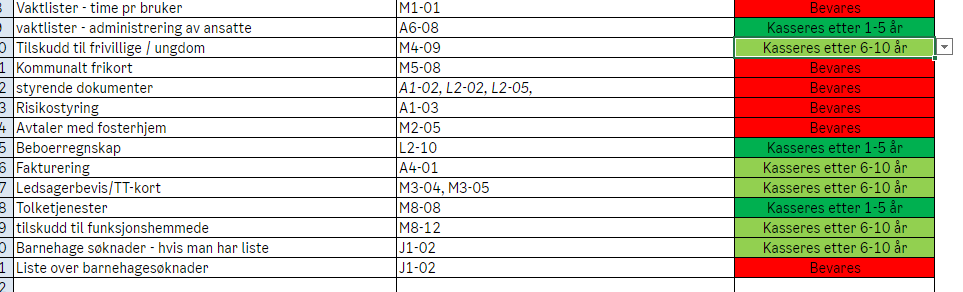 8 Vaktlister - time pr bruker M1-01 Bevares
9 vaktlister - administrering av ansatte A6-08 Kasseres etter 1-5 år
0 Tilskudd til frivillige / ungdom M4-09 Kasseres etter 6-10 år
1 Kommunalt frikort M5-08 Bevares
2 styrende dokumenter A1-02, L2-02, L2-05, Bevares
3 Risikostyring A1-03 Bevares
4 Avtaler med fosterhjem M2-05 Bevares
5 Beboerregnskap L2-10 Kasseres etter 1-5 år
6 Fakturering A4-01 Kasseres etter 6-10 år
7 Ledsagerbevis/TT-kort M3-04, M3-05 Kasseres etter 6-10 år
8 Tolketjenester M8-08 Kasseres etter 1-5 år
9 tilskudd til funksjonshemmede M8-12 Kasseres etter 6-10 år
0 Barnehage søknader - hvis man har liste J1-02 Kasseres etter 6-10 år
1 Liste over barnehagesøknader J1-02 Bevares
2